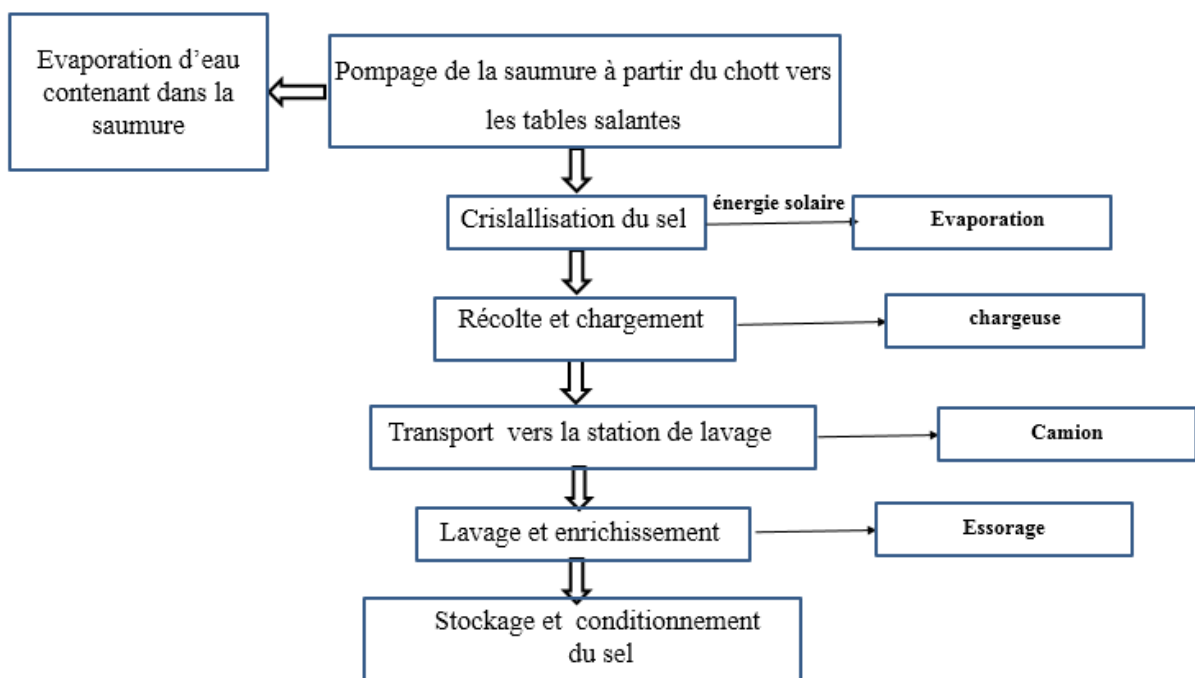 Evaporation d’eau
contenant dans la
saumure
Pompage de la saumure à partir du chott vers
les tables salantes
Crislallisation du sel
énergie solaire
Evaporation
Récolte et chargement
chargeuse
Transport vers la station de lavage
Camion
Lavage et enrichissement
Essorage
Stockage et conditionnement
du sel